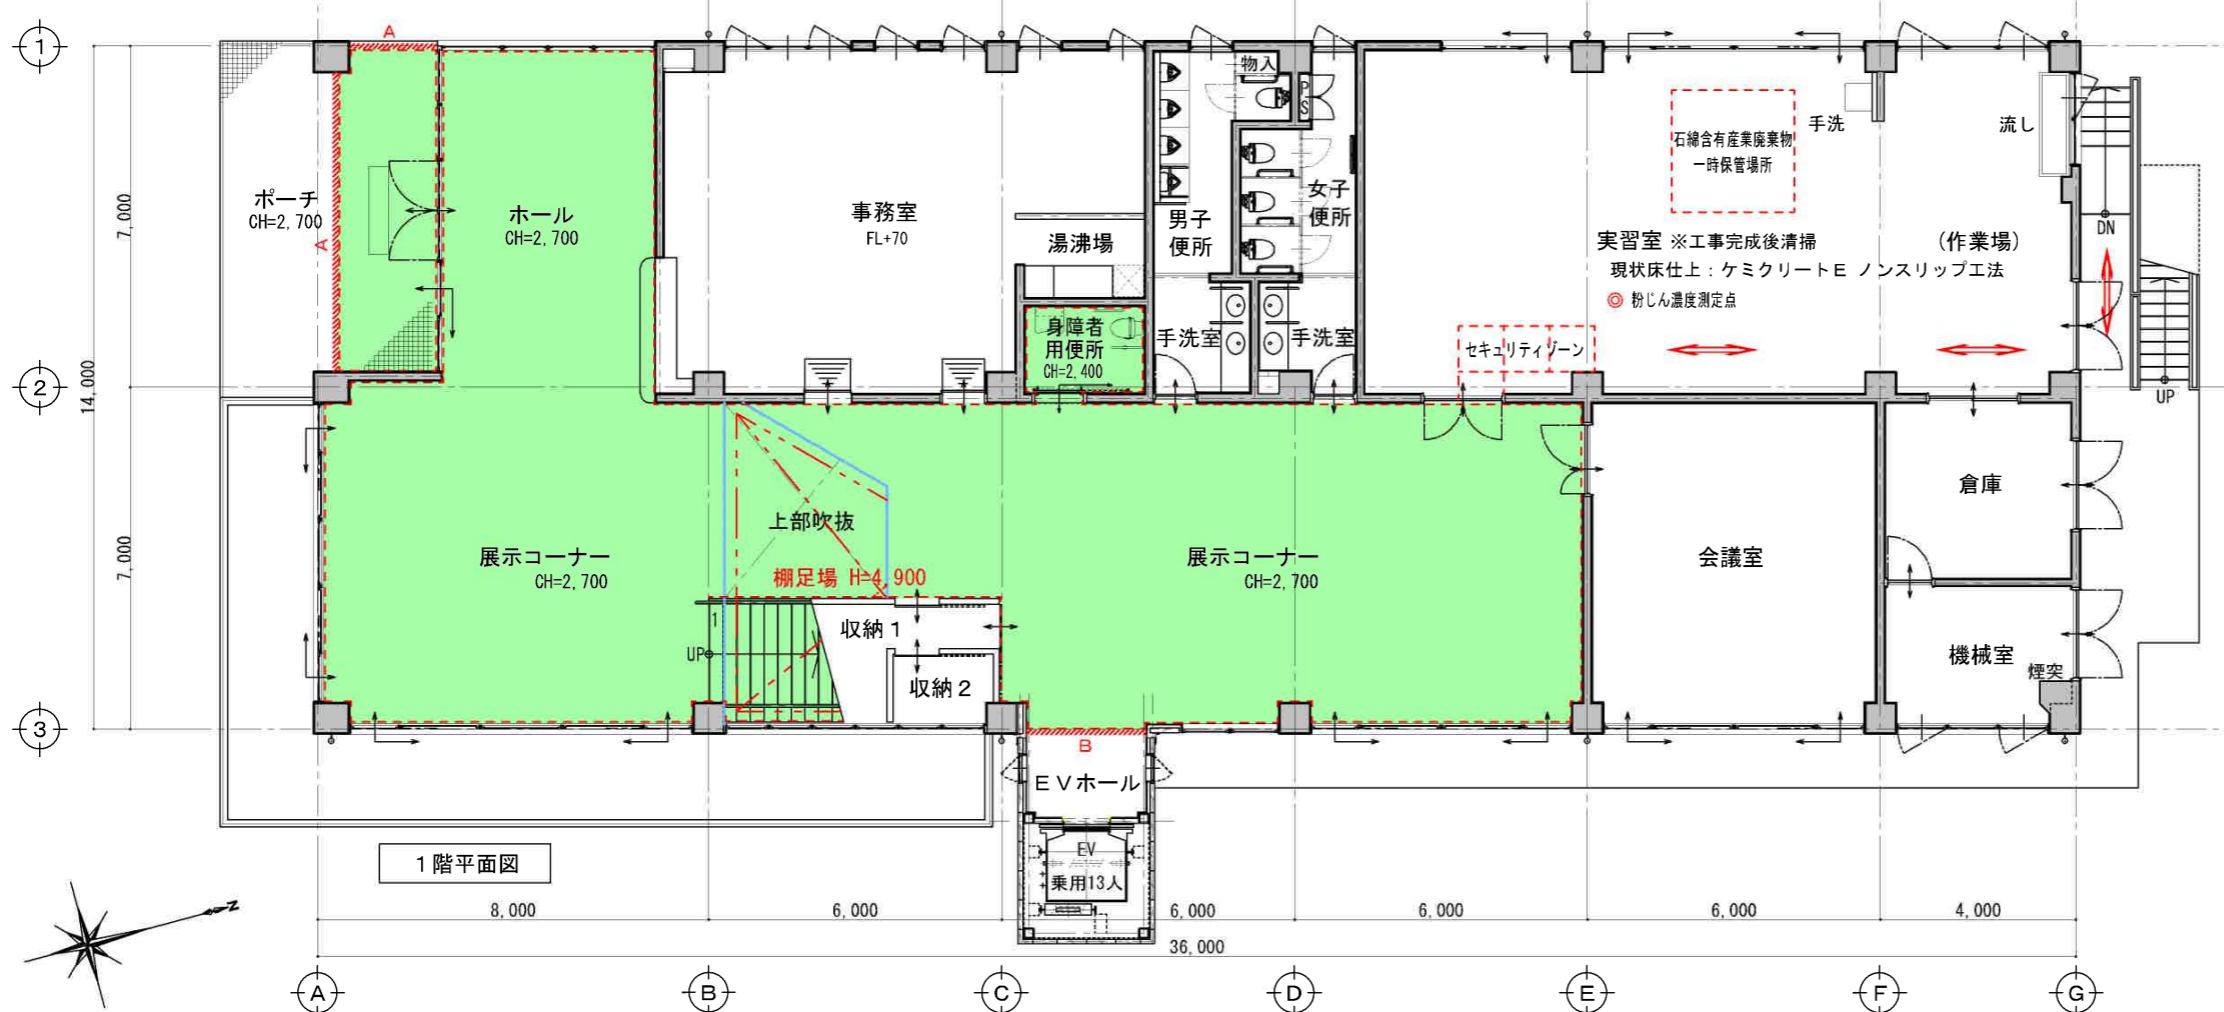 1
A
物入
PS
7,000
ポーチ
CH=2,700
A
ホール
CH=2,700
事務室
FL+70
湯沸場
男子
便所
女子
便所
石綿含有産業廃棄物
一時保管場所
手洗
流し
実習室 ※工事完成後清掃
(作業場)
現状床仕上:ケミクリートE ノンスリップ工法
◎ 粉じん濃度測定点
DN
身障者
用便所
CH=2,400
手洗室
手洗室
セキュリティゾーン
UP
2
14,000
7,000
上部吹抜
展示コーナー
CH=2,700
棚足場 H=4,900
展示コーナー
CH=2,700
会議室
倉庫
1
UP
収納1
収納2
機械室
煙突
3
B
EVホール
EV
乗用13人
1階平面図
N
8,000
6,000
6,000
6,000
6,000
4,000
36,000
A
B
C
D
E
F
G